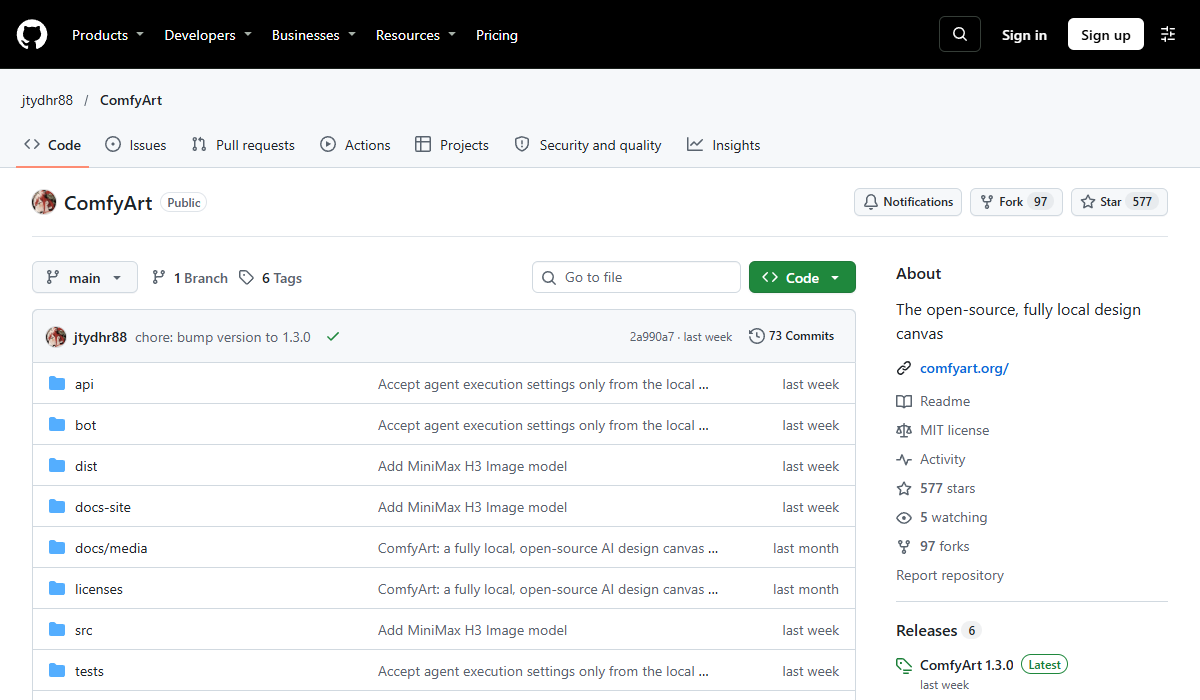 Products Developers Businesses Resources Pricing Sign in Sign up
jtydhr88 / ComfyArt
Code Issues Pull requests Actions Projects Security and quality Insights
ComfyArt Public Notifications Fork 97 Star 577
main 1 Branch 6 Tags Go to file Code
jtydhr88 chore: bump version to 1.3.0 2a990a7 · last week 73 Commits
api Accept agent execution settings only from the local ... last week
bot Accept agent execution settings only from the local ... last week
dist Add MiniMax H3 Image model last week
docs-site Add MiniMax H3 Image model last week
docs/media ComfyArt: a fully local, open-source AI design canvas ... last month
licenses ComfyArt: a fully local, open-source AI design canvas ... last month
src Add MiniMax H3 Image model last week
tests Accept agent execution settings only from the local ... last week
About
The open-source, fully local design
canvas
comfyart.org/
Readme
MIT license
Activity
577 stars
5 watching
97 forks
Report repository
Releases 6
ComfyArt 1.3.0 Latest
last week